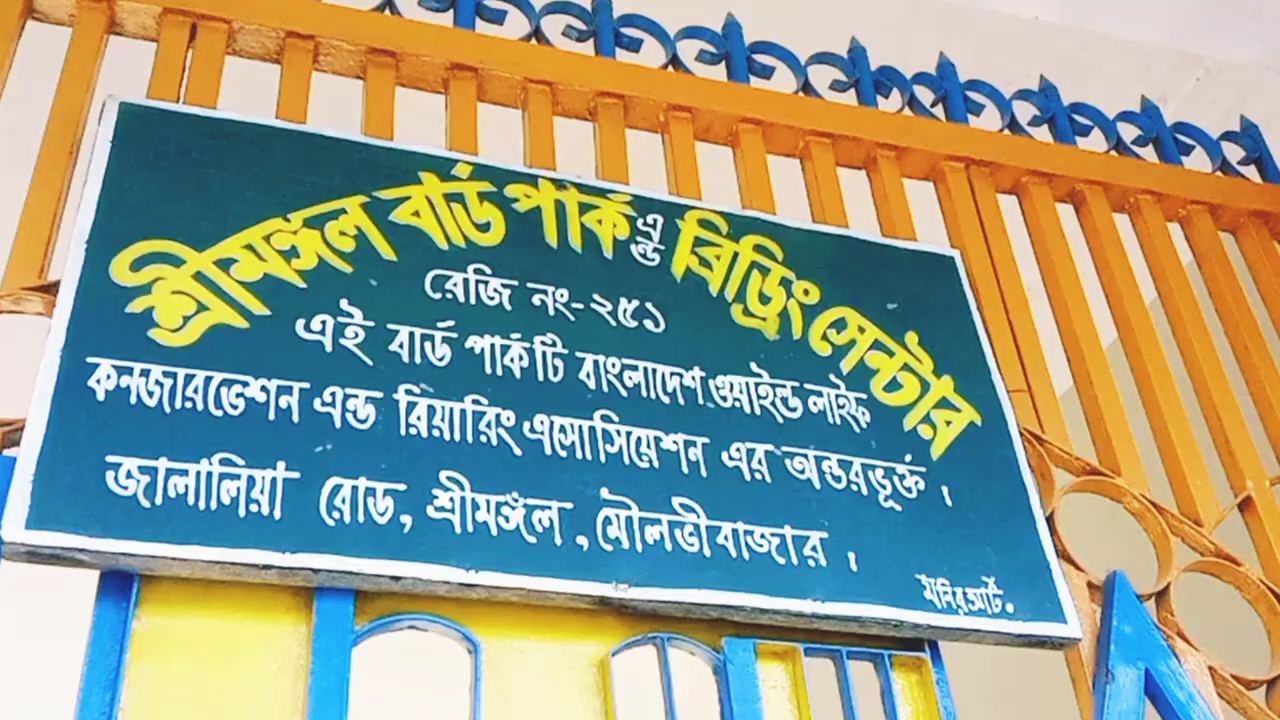 শ্রীমঙ্গল বার্ড পার্ক এন্ড ব্রিড্রিং সেন্টার
রেজি নং-২৫১
এই বার্ড পার্কটি বাংলাদেশ ওয়াইল্ড লাইফ
কনজারভেশন এন্ড রিয়ারিং এসোসিয়েশন এর অন্তরভূর্ক্ত ।
জালালিয়া রোড, শ্রীমঙ্গল, মৌলভীবাজার ।
মনির আর্ট.